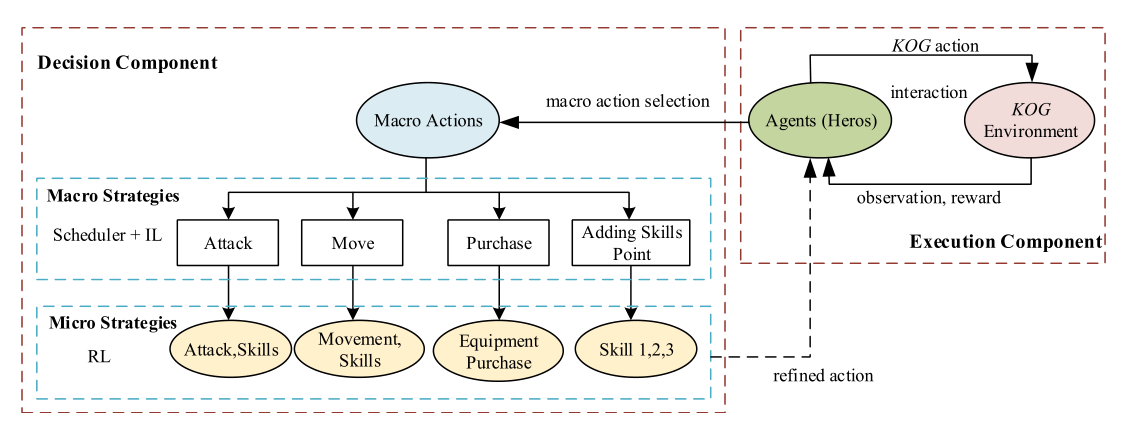 Decision Component
Macro Actions
macro action selection
Agents (Heros)
KOG action
interaction
KOG
Environment
observation, reward
Execution Component
Macro Strategies
Scheduler + IL
Attack
Move
Purchase
Adding Skills
Point
Micro Strategies
RL
Attack,Skills
Movement,
Skills
Equipment
Purchase
Skill 1,2,3
refined action